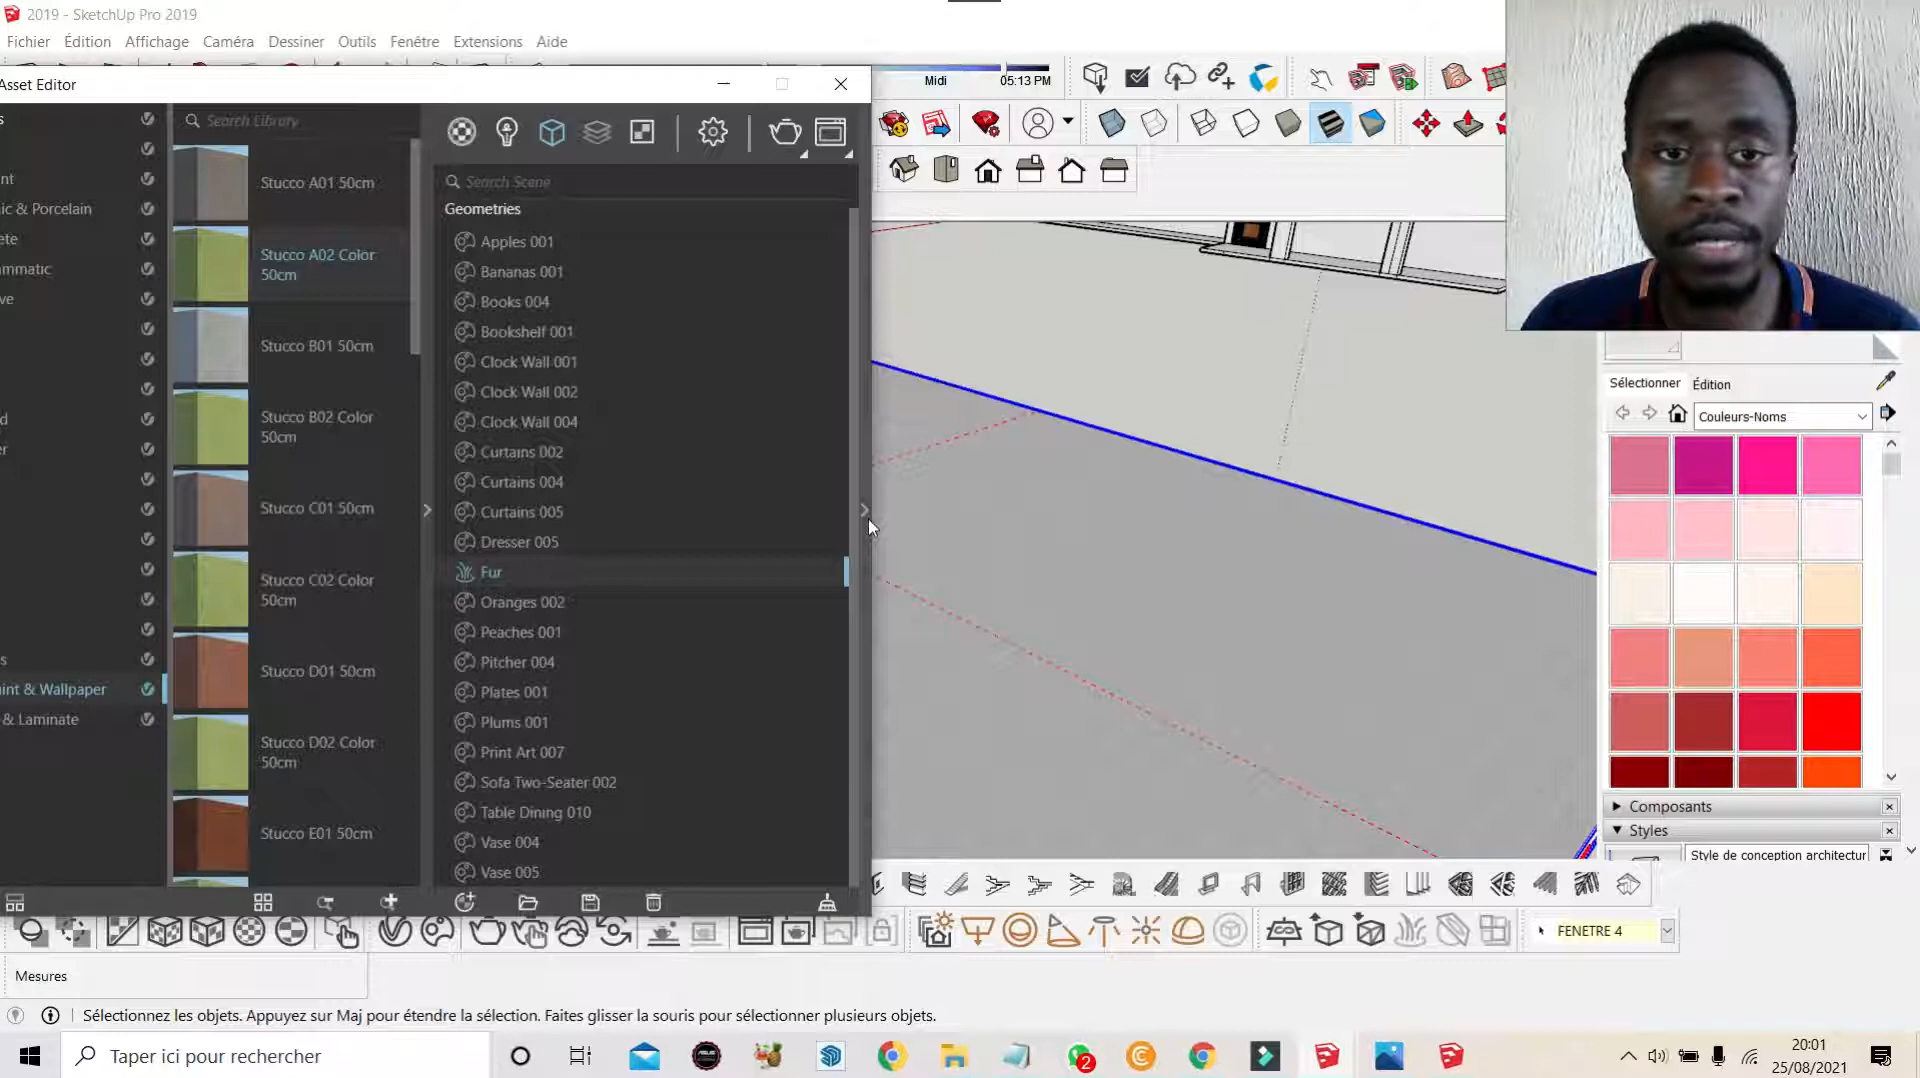 2019 - SketchUp Pro 2019
Fichier Édition Affichage Caméra Dessiner Outils Fenêtre Extensions Aide
Asset Editor
Midi 05:13 PM
Search Library
Search Scene
Geometries
Stucco A01 50cm
Stucco A02 Color
50cm
Stucco B01 50cm
Stucco B02 Color
50cm
Stucco C01 50cm
Stucco C02 Color
50cm
Stucco D01 50cm
Stucco D02 Color
50cm
Stucco E01 50cm
s
nt
ic & Porcelain
ete
mmatic
ve
d
r
s
int & Wallpaper
& Laminate
Apples 001
Bananas 001
Books 004
Bookshelf 001
Clock Wall 001
Clock Wall 002
Clock Wall 004
Curtains 002
Curtains 004
Curtains 005
Dresser 005
Fur
Oranges 002
Peaches 001
Pitcher 004
Plates 001
Plums 001
Print Art 007
Sofa Two-Seater 002
Table Dining 010
Vase 004
Vase 005
Sélectionner Édition
Couleurs-Noms
Composants
Styles
Style de conception architectur
FENETRE 4
Mesures
Sélectionnez les objets. Appuyez sur Maj pour étendre la sélection. Faites glisser la souris pour sélectionner plusieurs objets.
Taper ici pour rechercher
2
20:01
25/08/2021